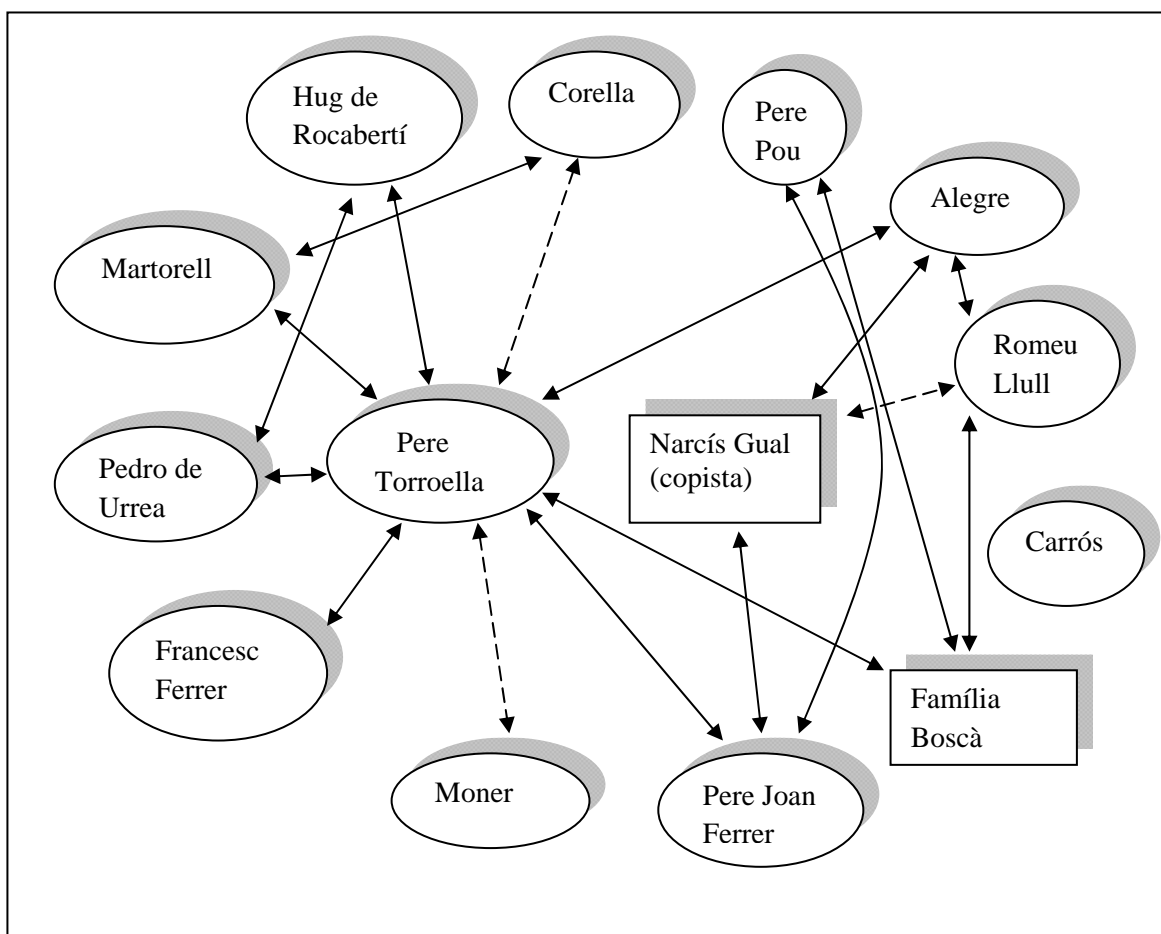 Hug de
Rocabertí
Corella
Pere
Pou
Alegre
Martorell
Romeu
Llull
Pere
Torroella
Narcís Gual
(copista)
Pedro de
Urrea
Carrós
Francesc
Ferrer
Família
Boscà
Moner
Pere Joan
Ferrer